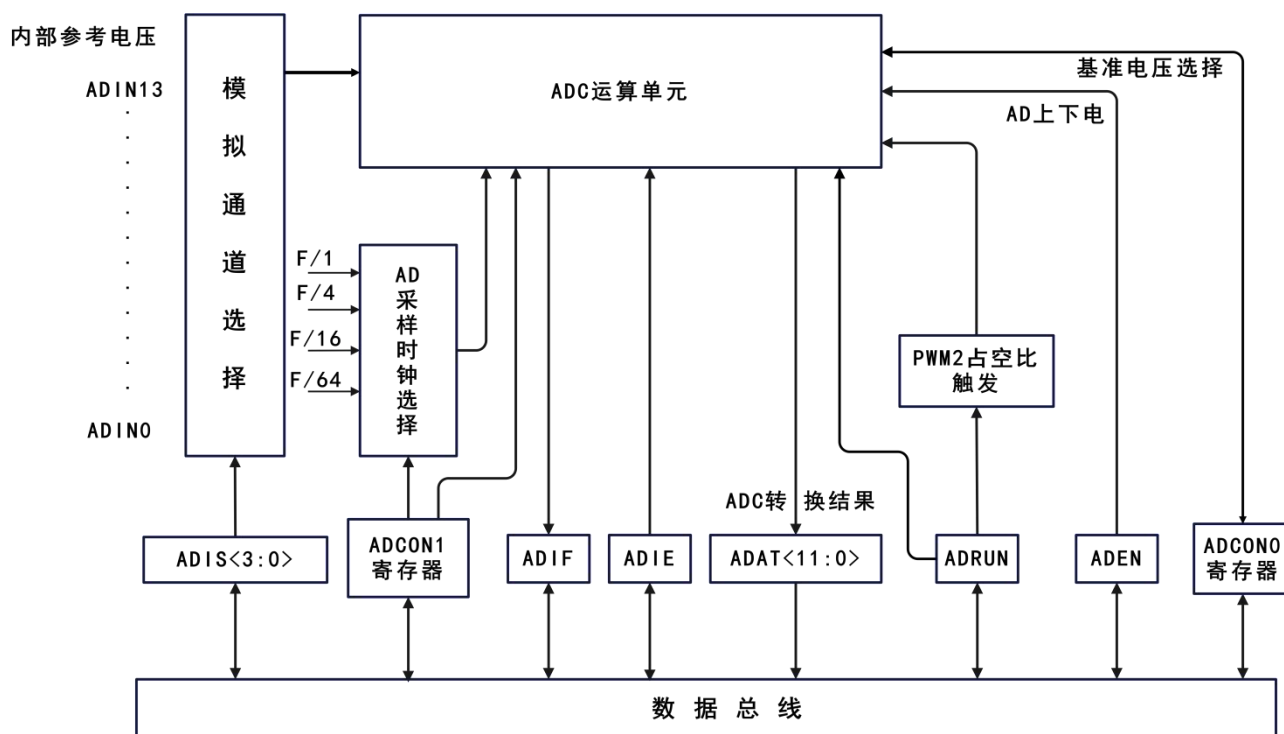 内部参考电压
ADIN13
ADIN0
模拟通道选择
ADC运算单元
基准电压选择
AD上下电
F/1
F/4
F/16
F/64
AD采样时钟选择
PWM2占空比
触发
ADC转 换结果
ADIS<3:0>
ADCON1
寄存器
ADIF
ADIE
ADAT<11:0>
ADRUN
ADEN
ADCON0
寄存器
数 据 总 线